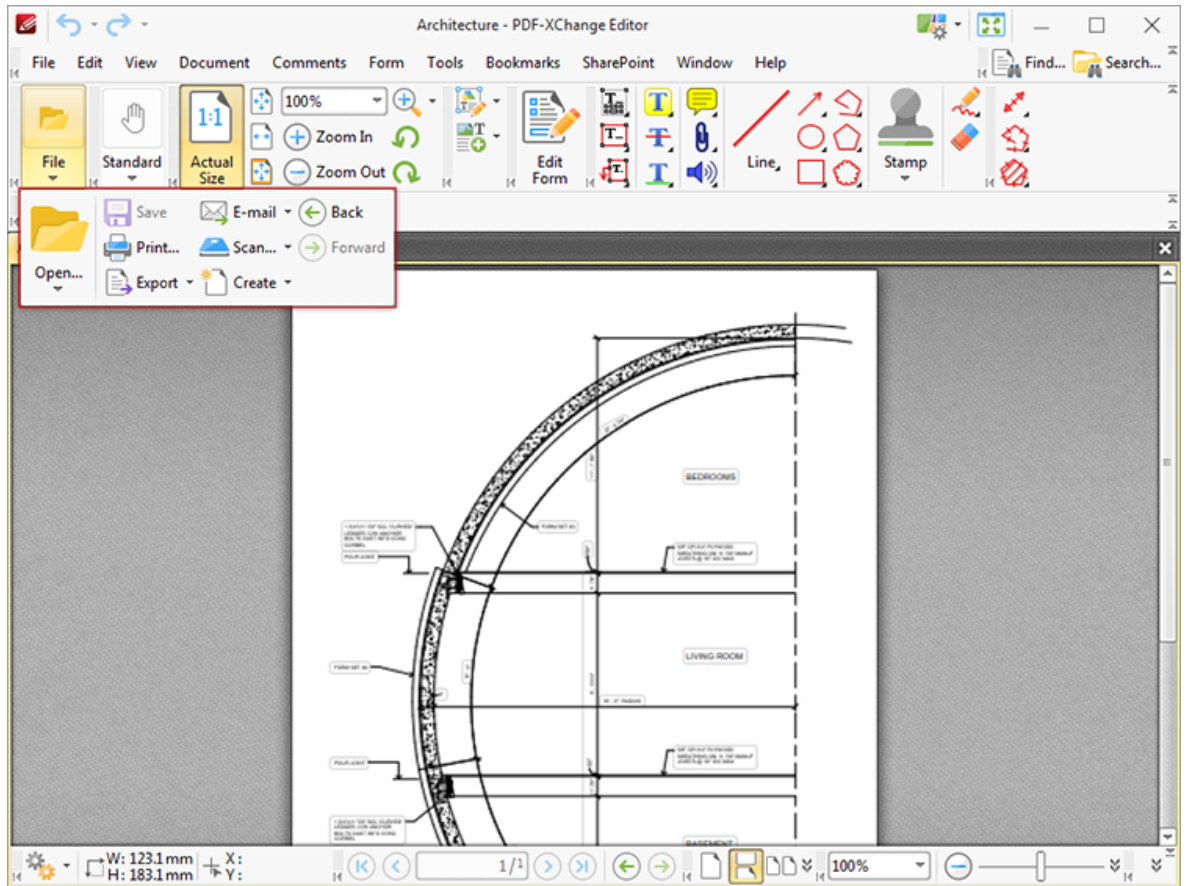 Architecture - PDF-XChange Editor
File Edit View Document Comments Form Tools Bookmarks SharePoint Window Help Find... Search...
100%
1:1
Zoom In
File Standard Actual Size Zoom Out Edit Form Line Stamp
Save E-mail Back
Print... Scan... Forward
Open... Export Create
BEDROOMS
LIVING ROOM
BASEMENT
W: 123.1 mm X:
H: 183.1 mm Y:
1/1
100%